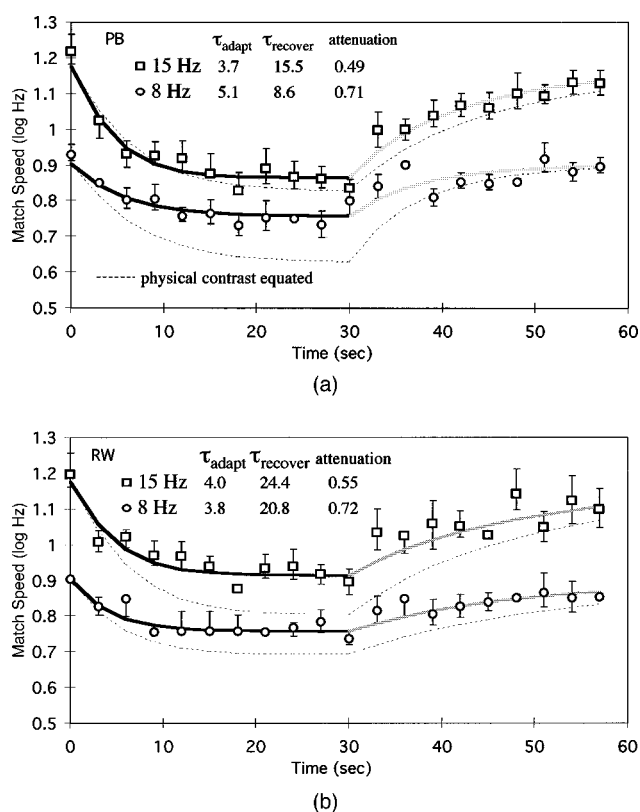 PB
τadapt τrecover attenuation
15 Hz 3.7 15.5 0.49
8 Hz 5.1 8.6 0.71
Match Speed (log Hz)
1.3
1.2
1.1
1
0.9
0.8
0.7
0.6
0.5
physical contrast equated
0 10 20 30 40 50 60
Time (sec)
(a)
RW
τadapt τrecover attenuation
15 Hz 4.0 24.4 0.55
8 Hz 3.8 20.8 0.72
Match Speed (log Hz)
1.3
1.2
1.1
1
0.9
0.8
0.7
0.6
0.5
0 10 20 30 40 50 60
Time (sec)
(b)